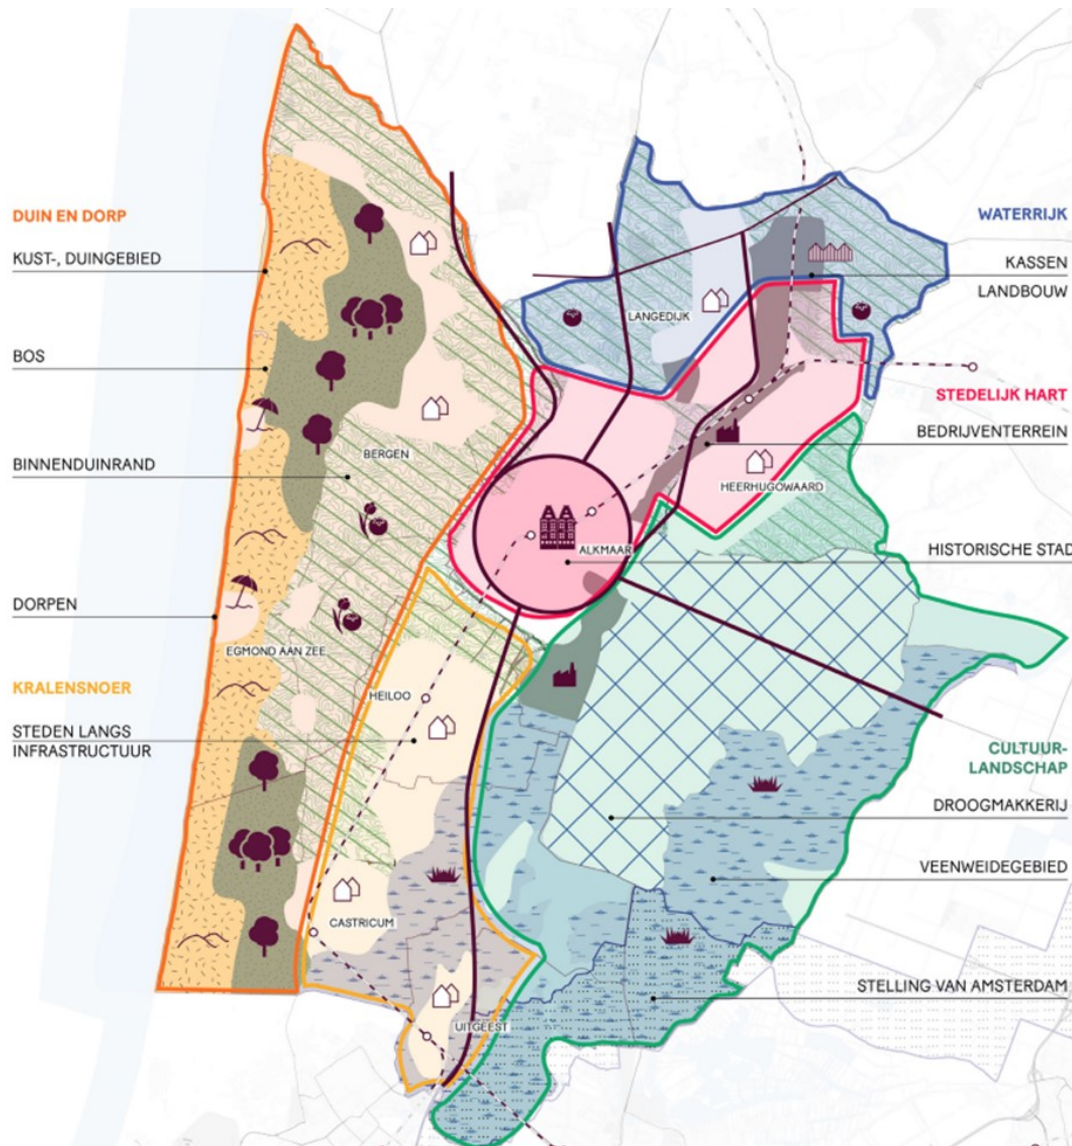 DUIN EN DORP
KUST-, DUINGEBIED
BOS
BINNENDUINRAND
DORPEN
KRALENSNOER
STEDEN LANGS
INFRASTRUCTUUR
WATERRIJK
KASSEN
LANDBOUW
STEDELIJK HART
BEDRIJVENTERREIN
HISTORISCHE STAD
CULTUUR-
LANDSCHAP
DROOGMAKKERIJ
VEENWEIDEGEBIED
STELLING VAN AMSTERDAM
LANGEDIJK
BERGEN
HEERHUGOWAARD
ALKMAAR
EGMOND AAN ZEE
HEILOO
CASTRICUM
UITGEEST